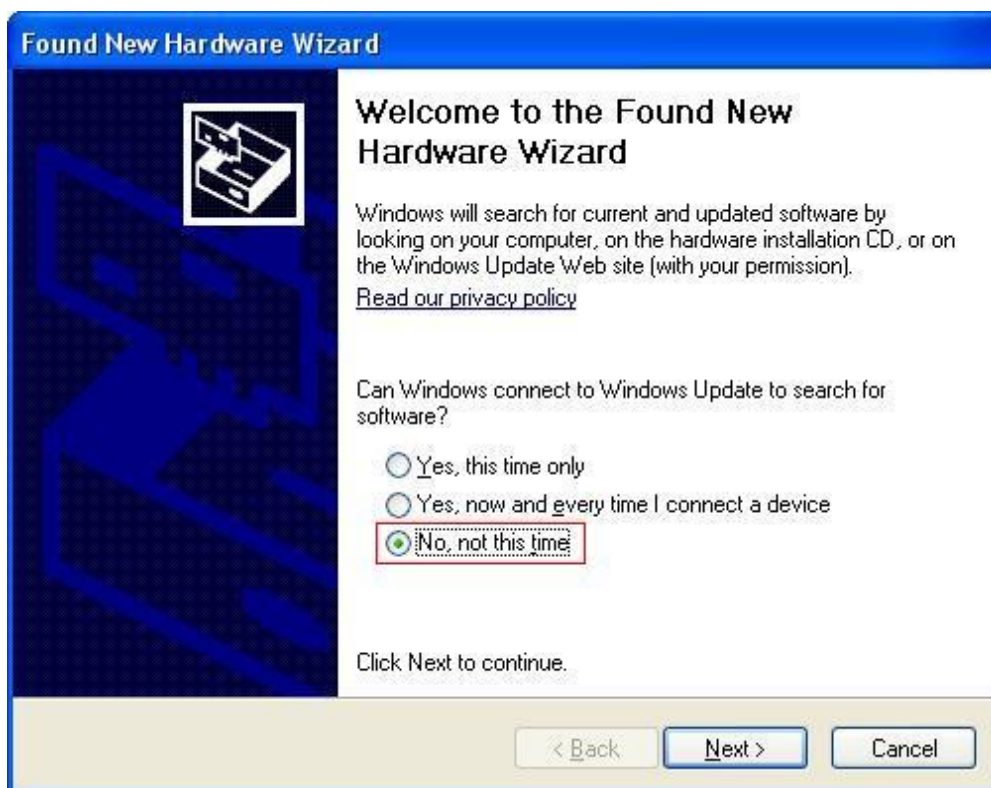 Found New Hardware Wizard
Welcome to the Found New
Hardware Wizard
Windows will search for current and updated software by
looking on your computer, on the hardware installation CD, or on
the Windows Update Web site (with your permission).
Read our privacy policy
Can Windows connect to Windows Update to search for
software?
Yes, this time only
Yes, now and every time I connect a device
No, not this time
Click Next to continue.
< Back
Next >
Cancel